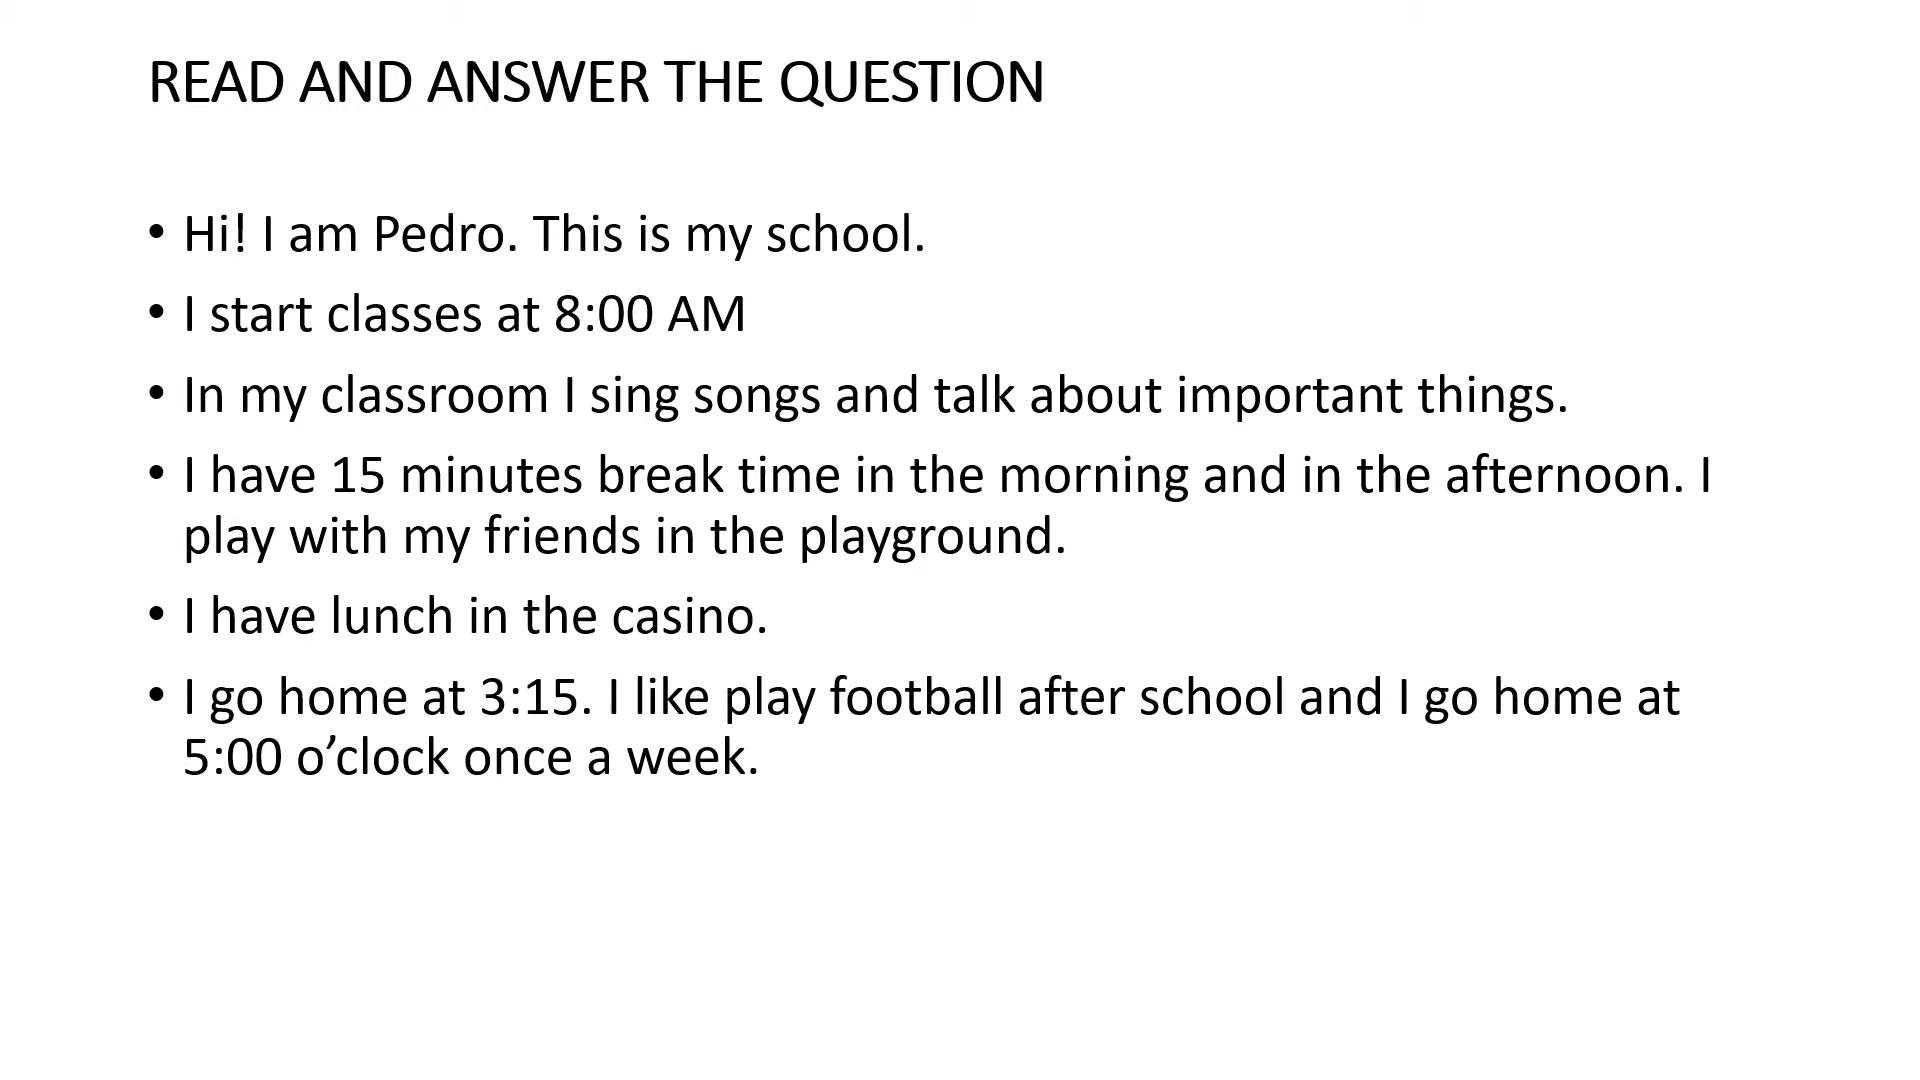 READ AND ANSWER THE QUESTION
• Hi! I am Pedro. This is my school.
• I start classes at 8:00 AM
• In my classroom I sing songs and talk about important things.
• I have 15 minutes break time in the morning and in the afternoon. I
play with my friends in the playground.
• I have lunch in the casino.
• I go home at 3:15. I like play football after school and I go home at
5:00 o’clock once a week.